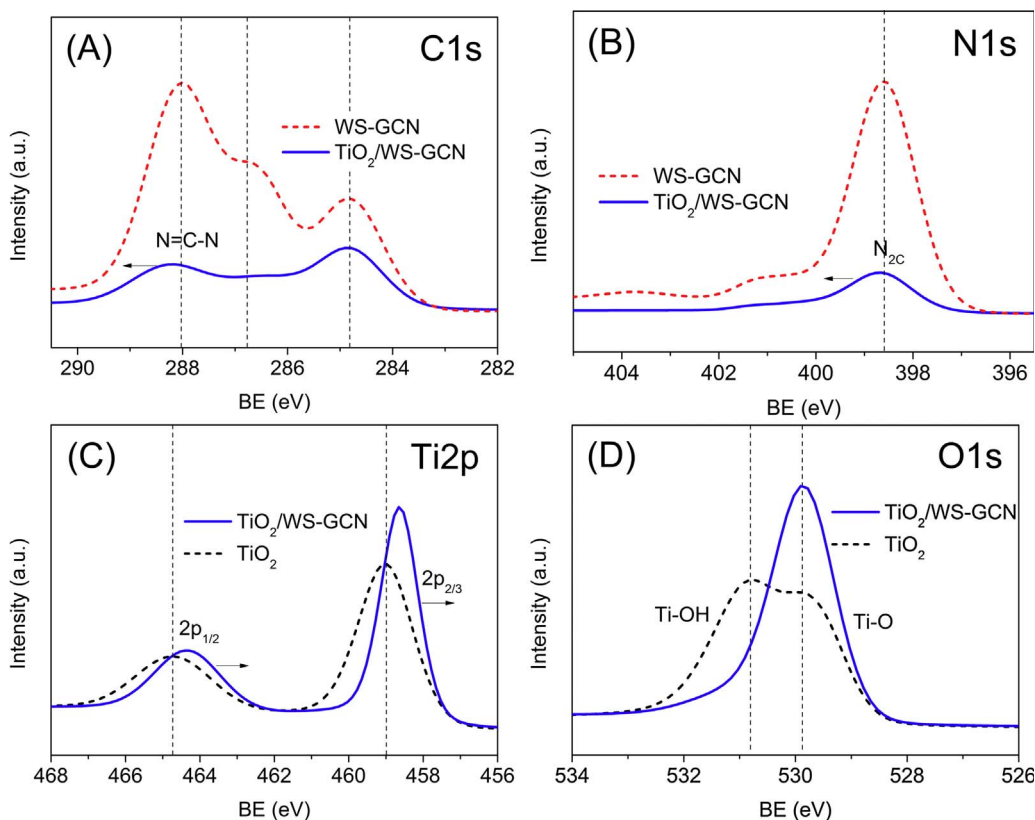 (A)
C1s
WS-GCN
TiO2/WS-GCN
N=C-N
Intensity (a.u.)
290 288 286 284 282
BE (eV)
(B)
N1s
WS-GCN
TiO2/WS-GCN
N2C
Intensity (a.u.)
404 402 400 398 396
BE (eV)
(C)
Ti2p
TiO2/WS-GCN
TiO2
2p2/3
2p1/2
Intensity (a.u.)
468 466 464 462 460 458 456
BE (eV)
(D)
O1s
TiO2/WS-GCN
TiO2
Ti-OH
Ti-O
Intensity (a.u.)
534 532 530 528 526
BE (eV)